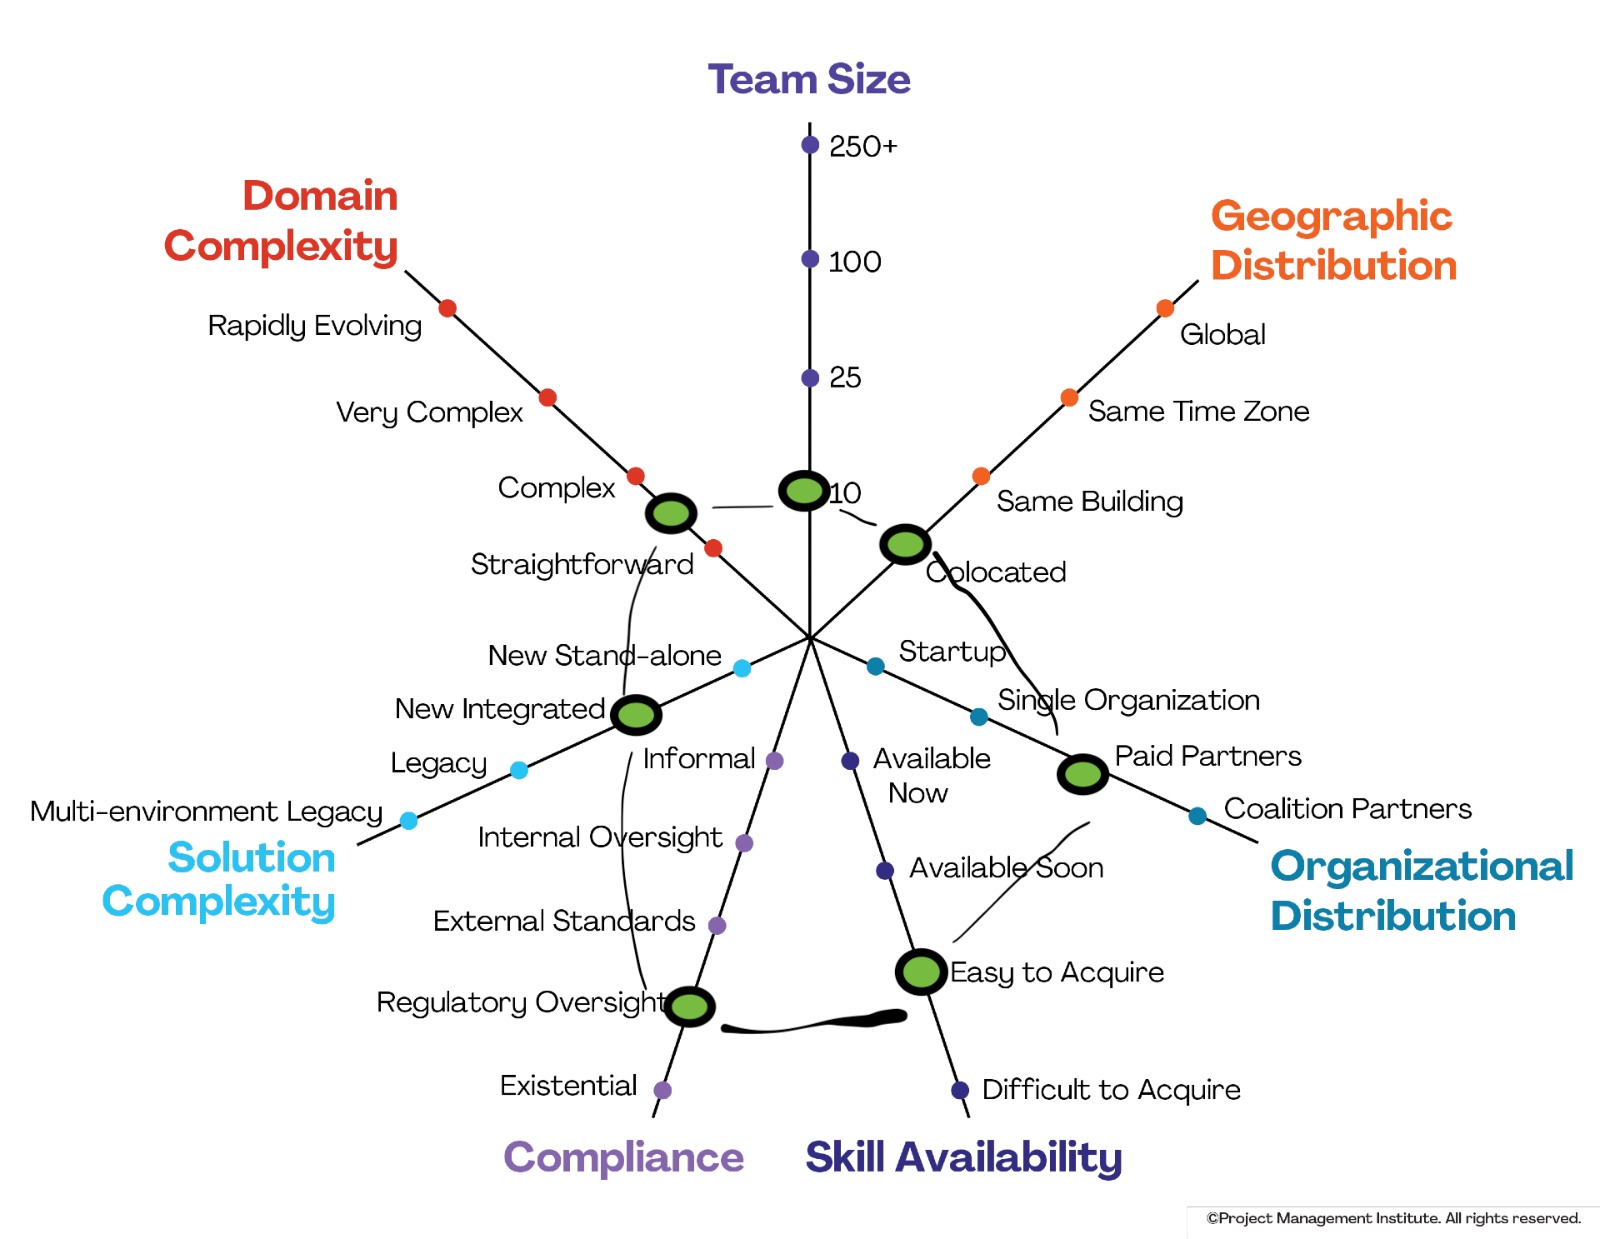 Team Size
250+
100
25
10
Domain
Complexity
Rapidly Evolving
Very Complex
Complex
Straightforward
Geographic
Distribution
Global
Same Time Zone
Same Building
Colocated
New Stand-alone
New Integrated
Legacy
Multi-environment Legacy
Solution
Complexity
Startup
Single Organization
Paid Partners
Coalition Partners
Organizational
Distribution
Informal
Internal Oversight
External Standards
Regulatory Oversight
Existential
Compliance
Available
Now
Available Soon
Easy to Acquire
Difficult to Acquire
Skill Availability
©Project Management Institute. All rights reserved.